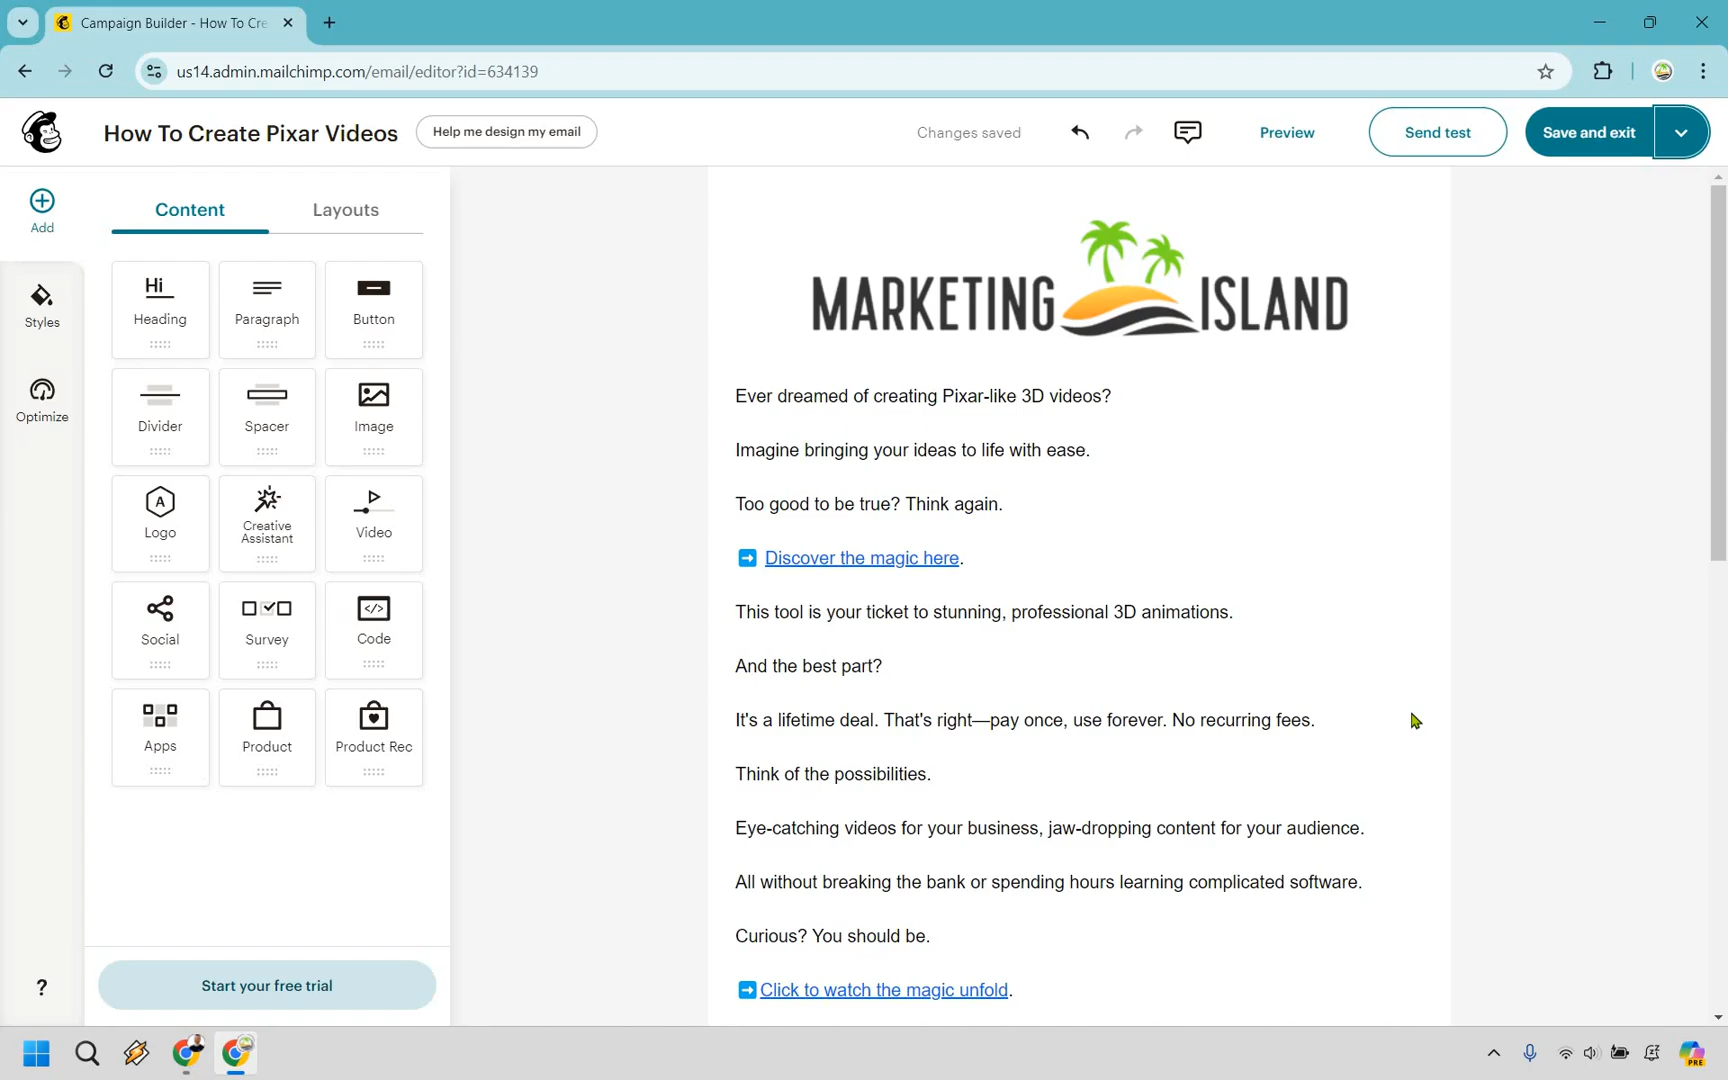 Campaign Builder - How To Cre
us14.admin.mailchimp.com/email/editor?id=634139
How To Create Pixar Videos
Help me design my email
Changes saved
Preview
Send test
Save and exit
Add
Styles
Optimize
Content
Layouts
Hi
Heading
Paragraph
Button
Divider
Spacer
Image
A
Logo
Creative
Assistant
Video
Social
Survey
Code
Apps
Product
Product Rec
Start your free trial
?
MARKETING ISLAND
Ever dreamed of creating Pixar-like 3D videos?
Imagine bringing your ideas to life with ease.
Too good to be true? Think again.
➡️ Discover the magic here.
This tool is your ticket to stunning, professional 3D animations.
And the best part?
It's a lifetime deal. That's right—pay once, use forever. No recurring fees.
Think of the possibilities.
Eye-catching videos for your business, jaw-dropping content for your audience.
All without breaking the bank or spending hours learning complicated software.
Curious? You should be.
➡️ Click to watch the magic unfold.
PRE